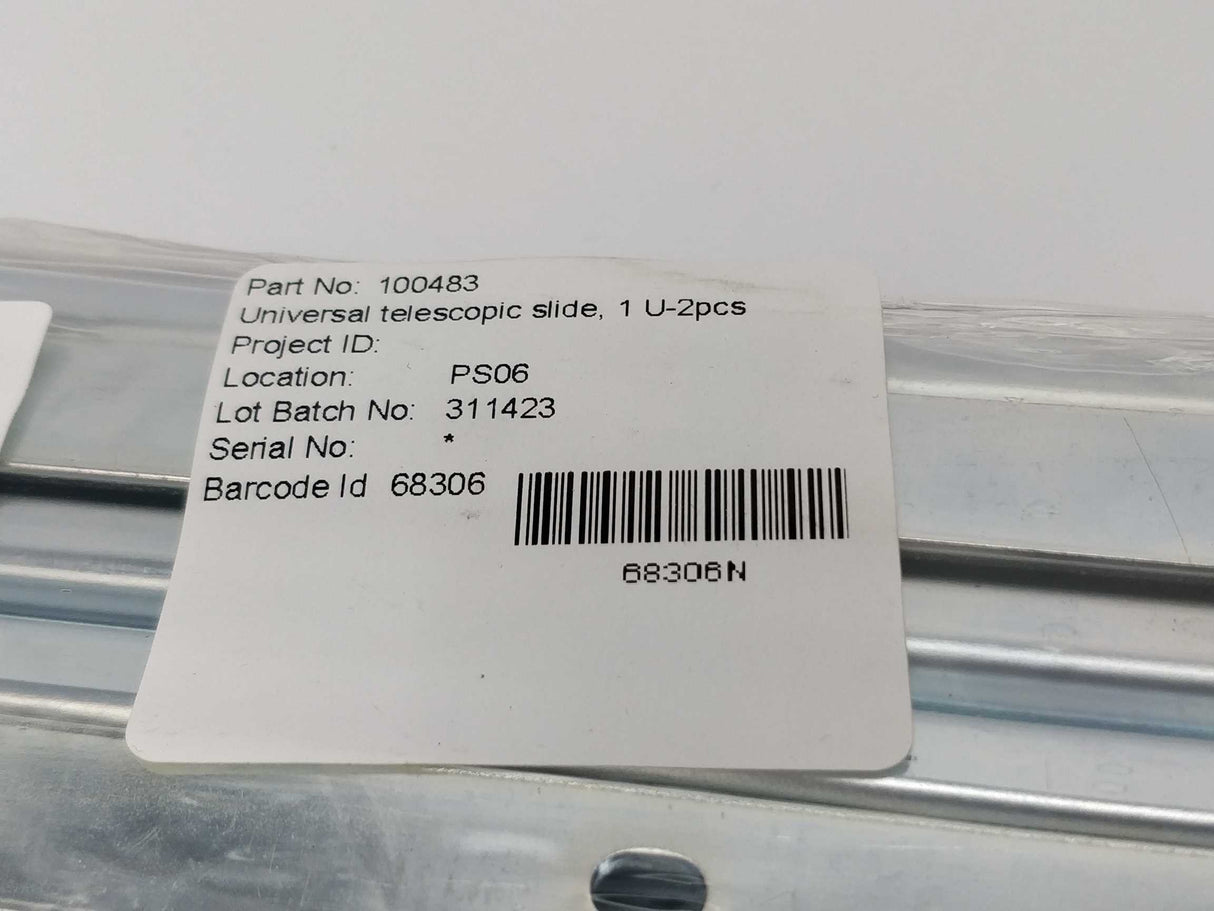 Part No: 100483
Universal telescopic slide, 1 U-2pcs
Project ID:
Location: PS06
Lot Batch No: 311423
Serial No: *
Barcode Id 68306
68306N